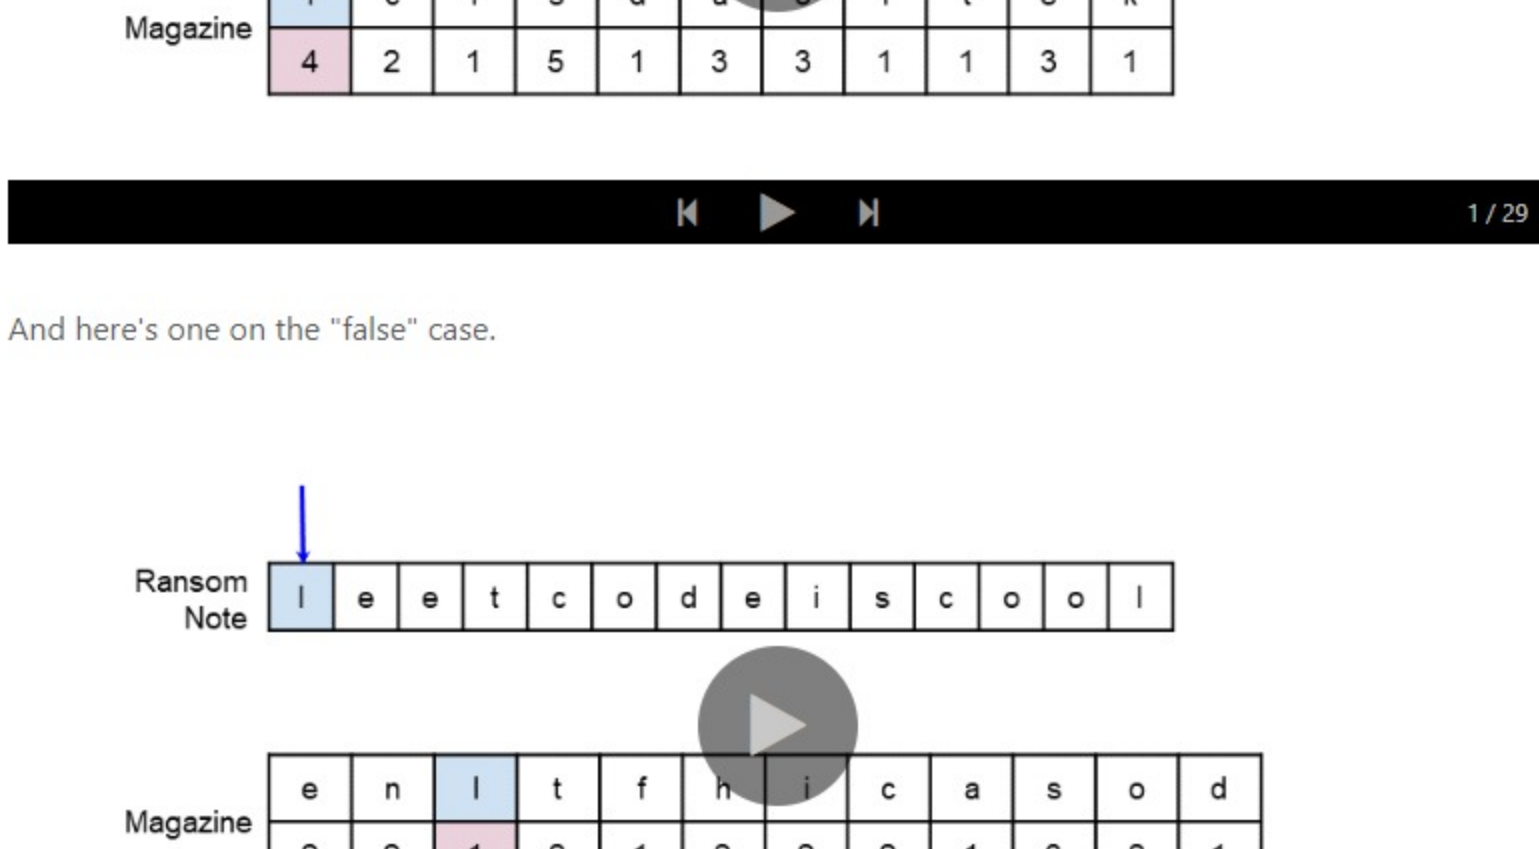 Magazine
4 2 1 5 1 3 3 1 1 3 1
1 / 29
And here's one on the "false" case.
Ransom
Note
l e e t c o d e i s c o o l
e n l t f h i c a s o d
Magazine